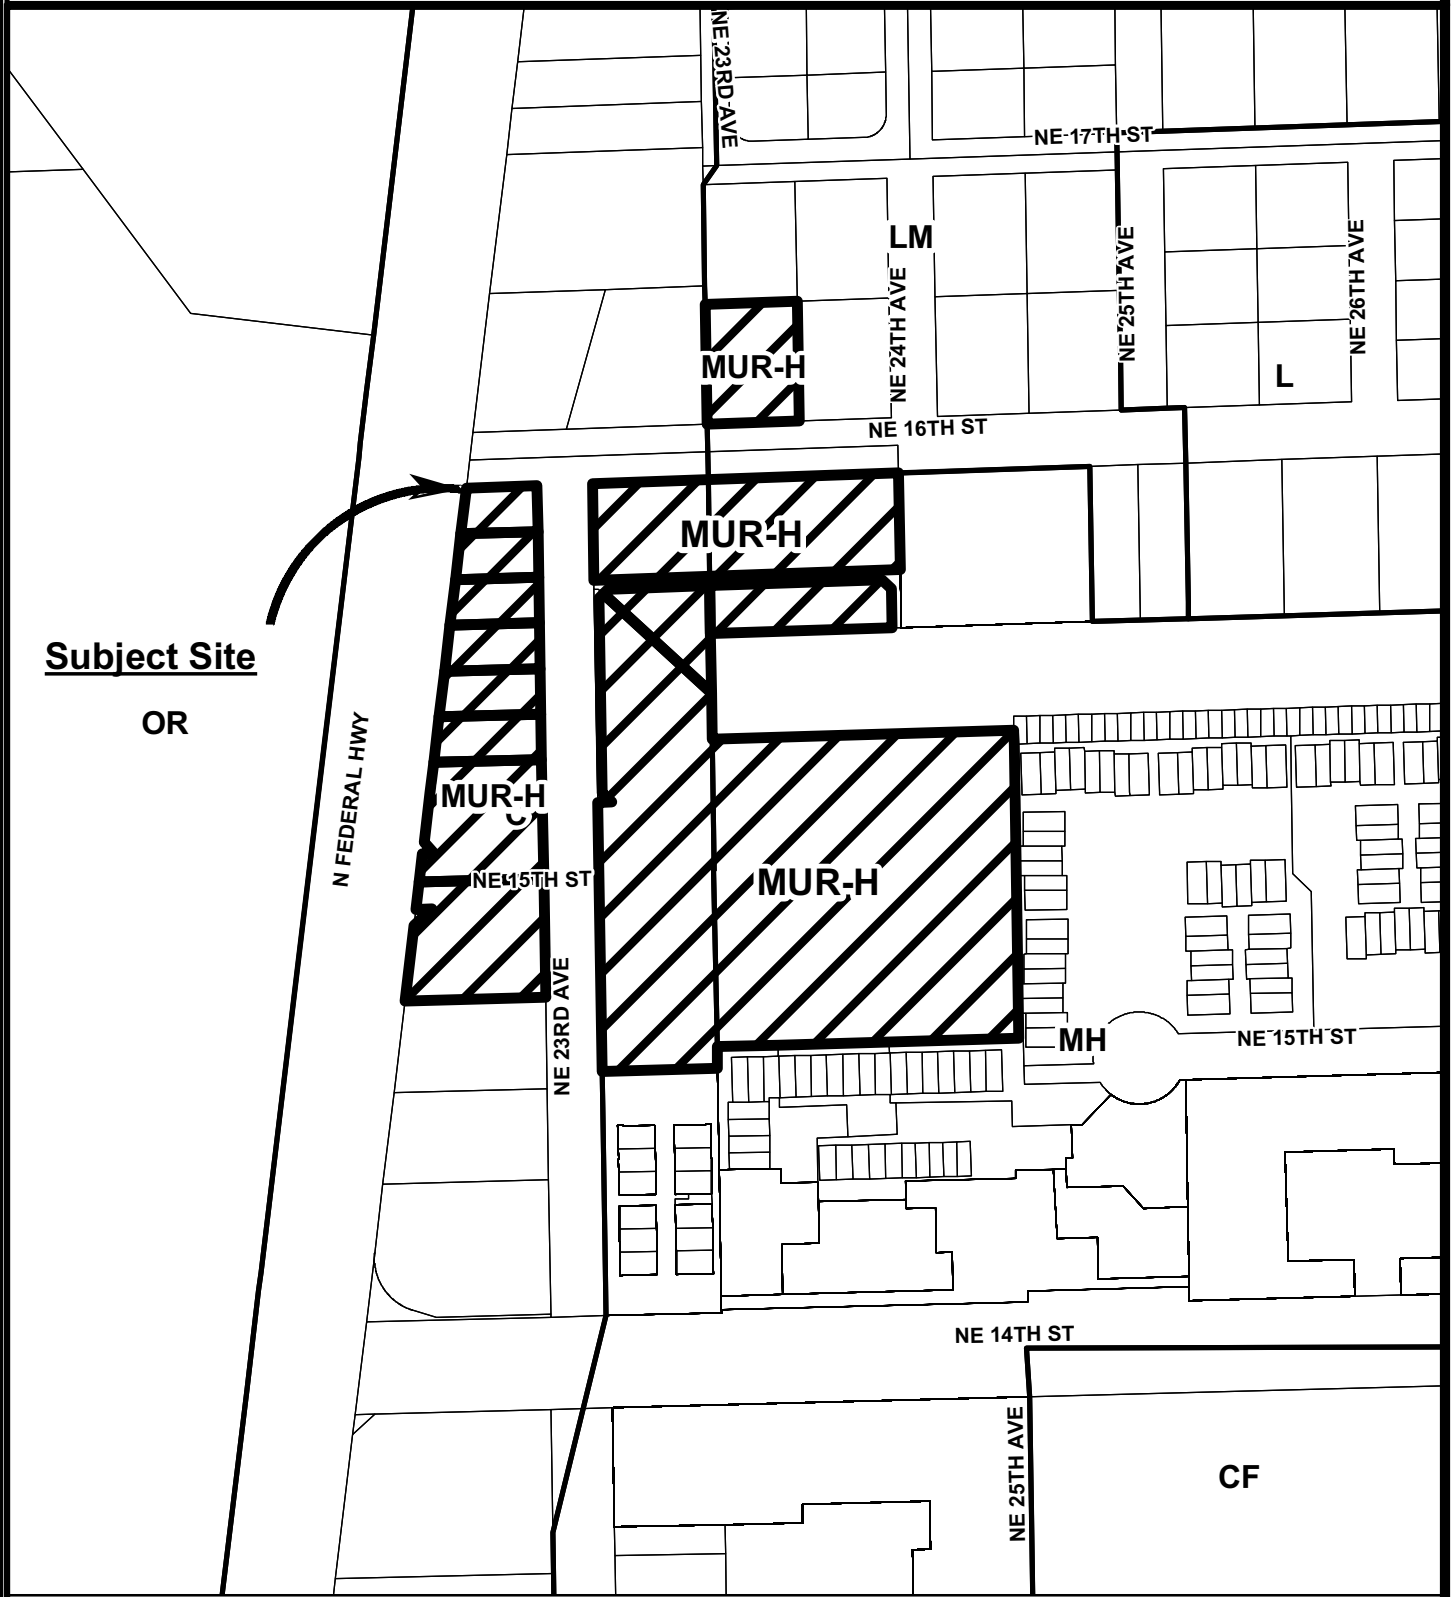 NE 23RD AVE
NE 17TH ST
LM
NE 24TH AVE
NE 25TH AVE
NE 26TH AVE
MUR-H
L
NE 16TH ST
MUR-H
Subject Site
OR
N FEDERAL HWY
MUR-H
C
NE 15TH ST
MUR-H
NE 23RD AVE
MH
NE 15TH ST
NE 14TH ST
NE 25TH AVE
CF